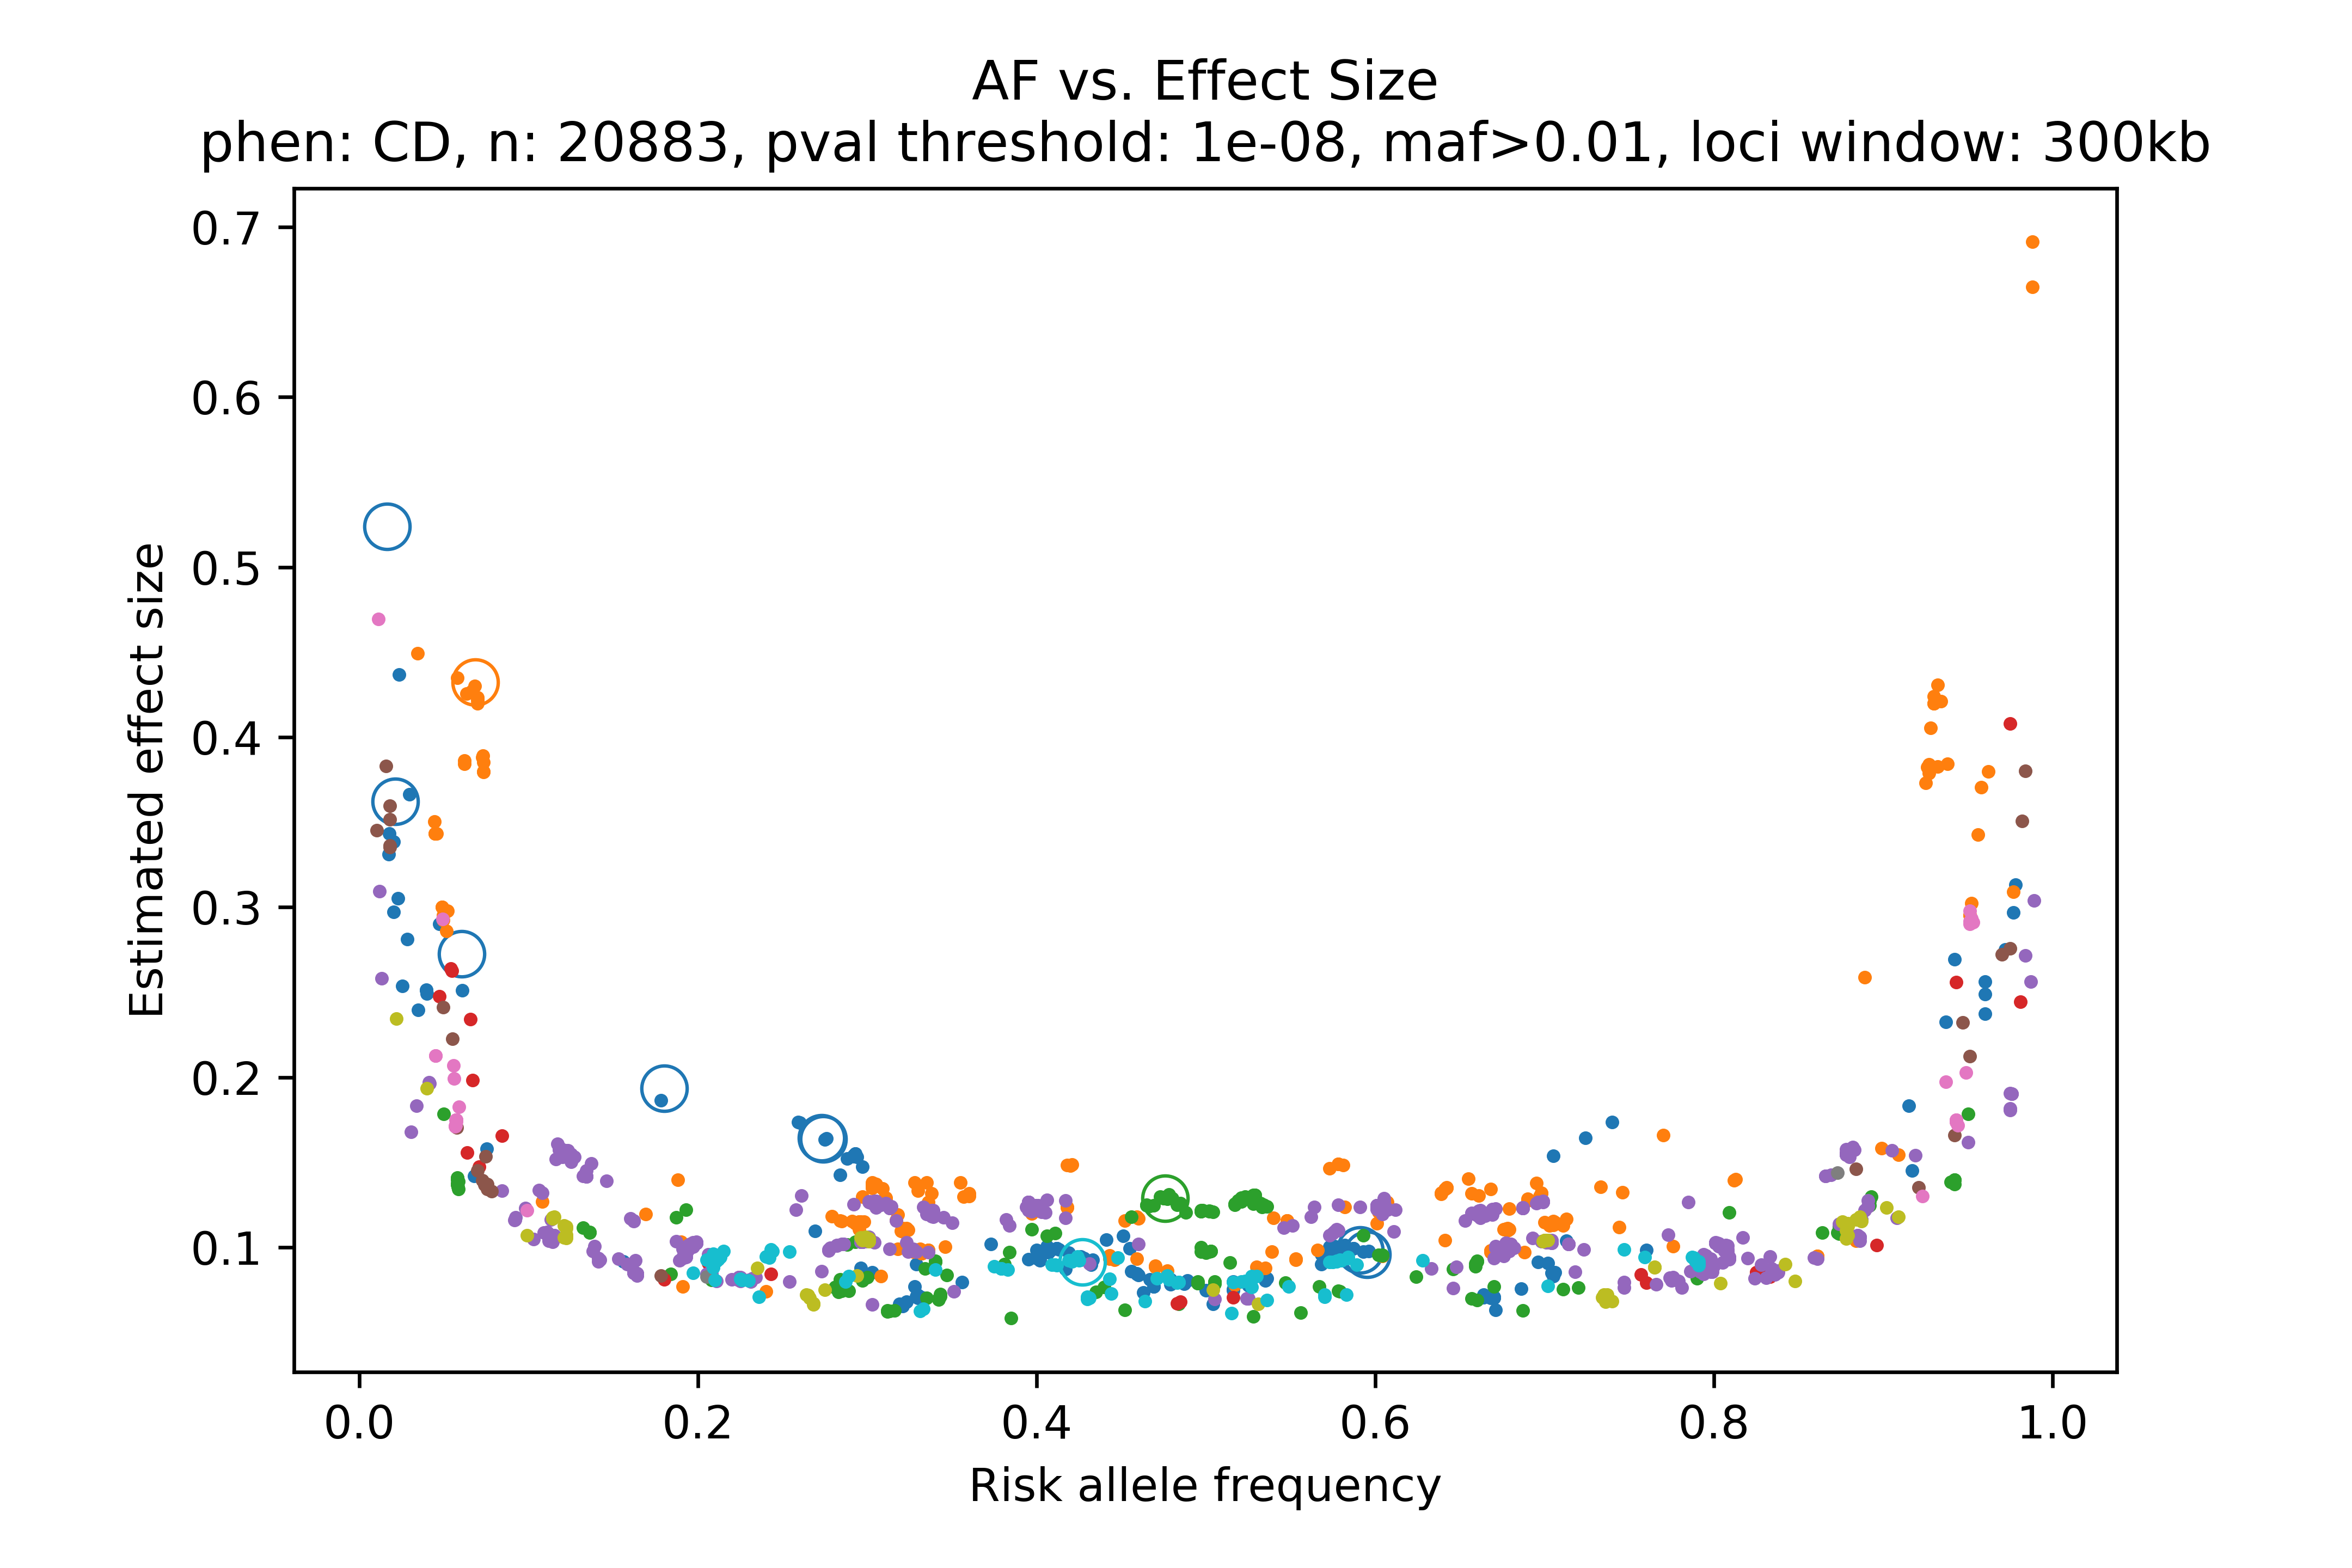 AF vs. Effect Size
phen: CD, n: 20883, pval threshold: 1e-08, maf>0.01, loci window: 300kb
0.7
0.6
0.5
0.4
0.3
0.2
0.1
Estimated effect size
0.0 0.2 0.4 0.6 0.8 1.0
Risk allele frequency